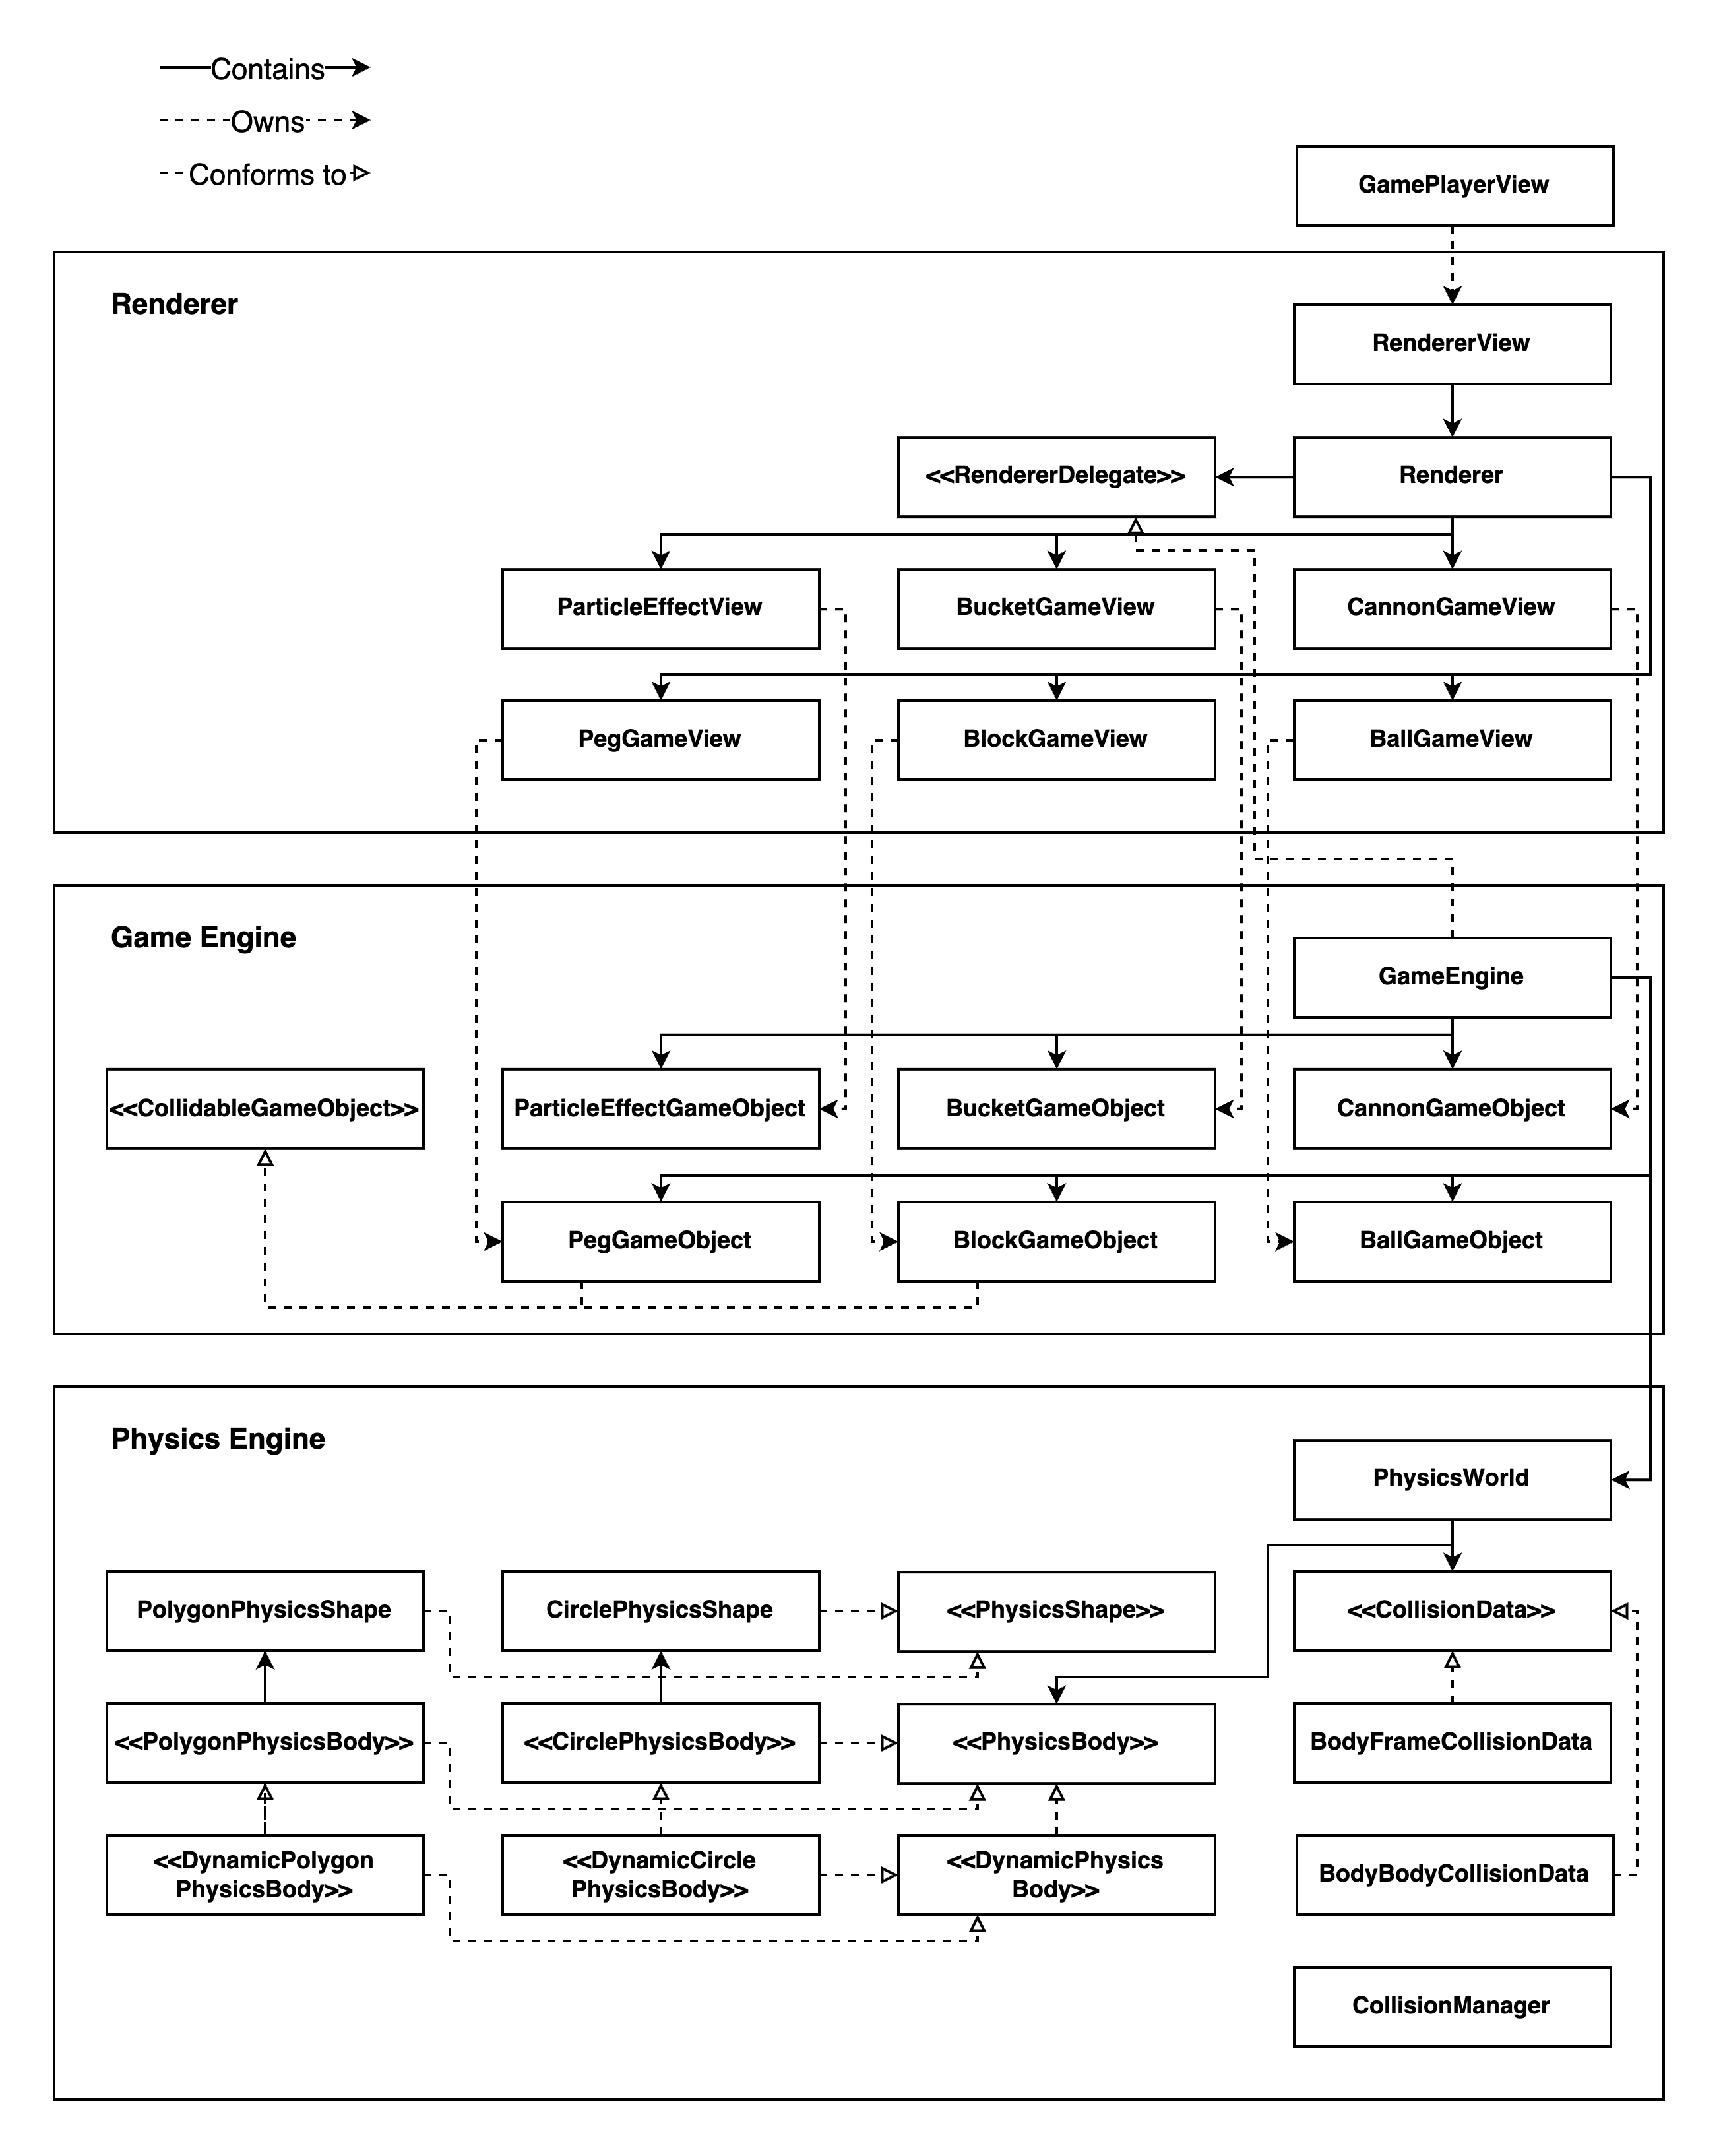 Contains
Owns
Conforms to
GamePlayerView
Renderer
RendererView
<<RendererDelegate>>
Renderer
ParticleEffectView
BucketGameView
CannonGameView
PegGameView
BlockGameView
BallGameView
Game Engine
GameEngine
<<CollidableGameObject>>
ParticleEffectGameObject
BucketGameObject
CannonGameObject
PegGameObject
BlockGameObject
BallGameObject
Physics Engine
PhysicsWorld
PolygonPhysicsShape
CirclePhysicsShape
<<PhysicsShape>>
<<CollisionData>>
<<PolygonPhysicsBody>>
<<CirclePhysicsBody>>
<<PhysicsBody>>
BodyFrameCollisionData
<<DynamicPolygon
PhysicsBody>>
<<DynamicCircle
PhysicsBody>>
<<DynamicPhysics
Body>>
BodyBodyCollisionData
CollisionManager